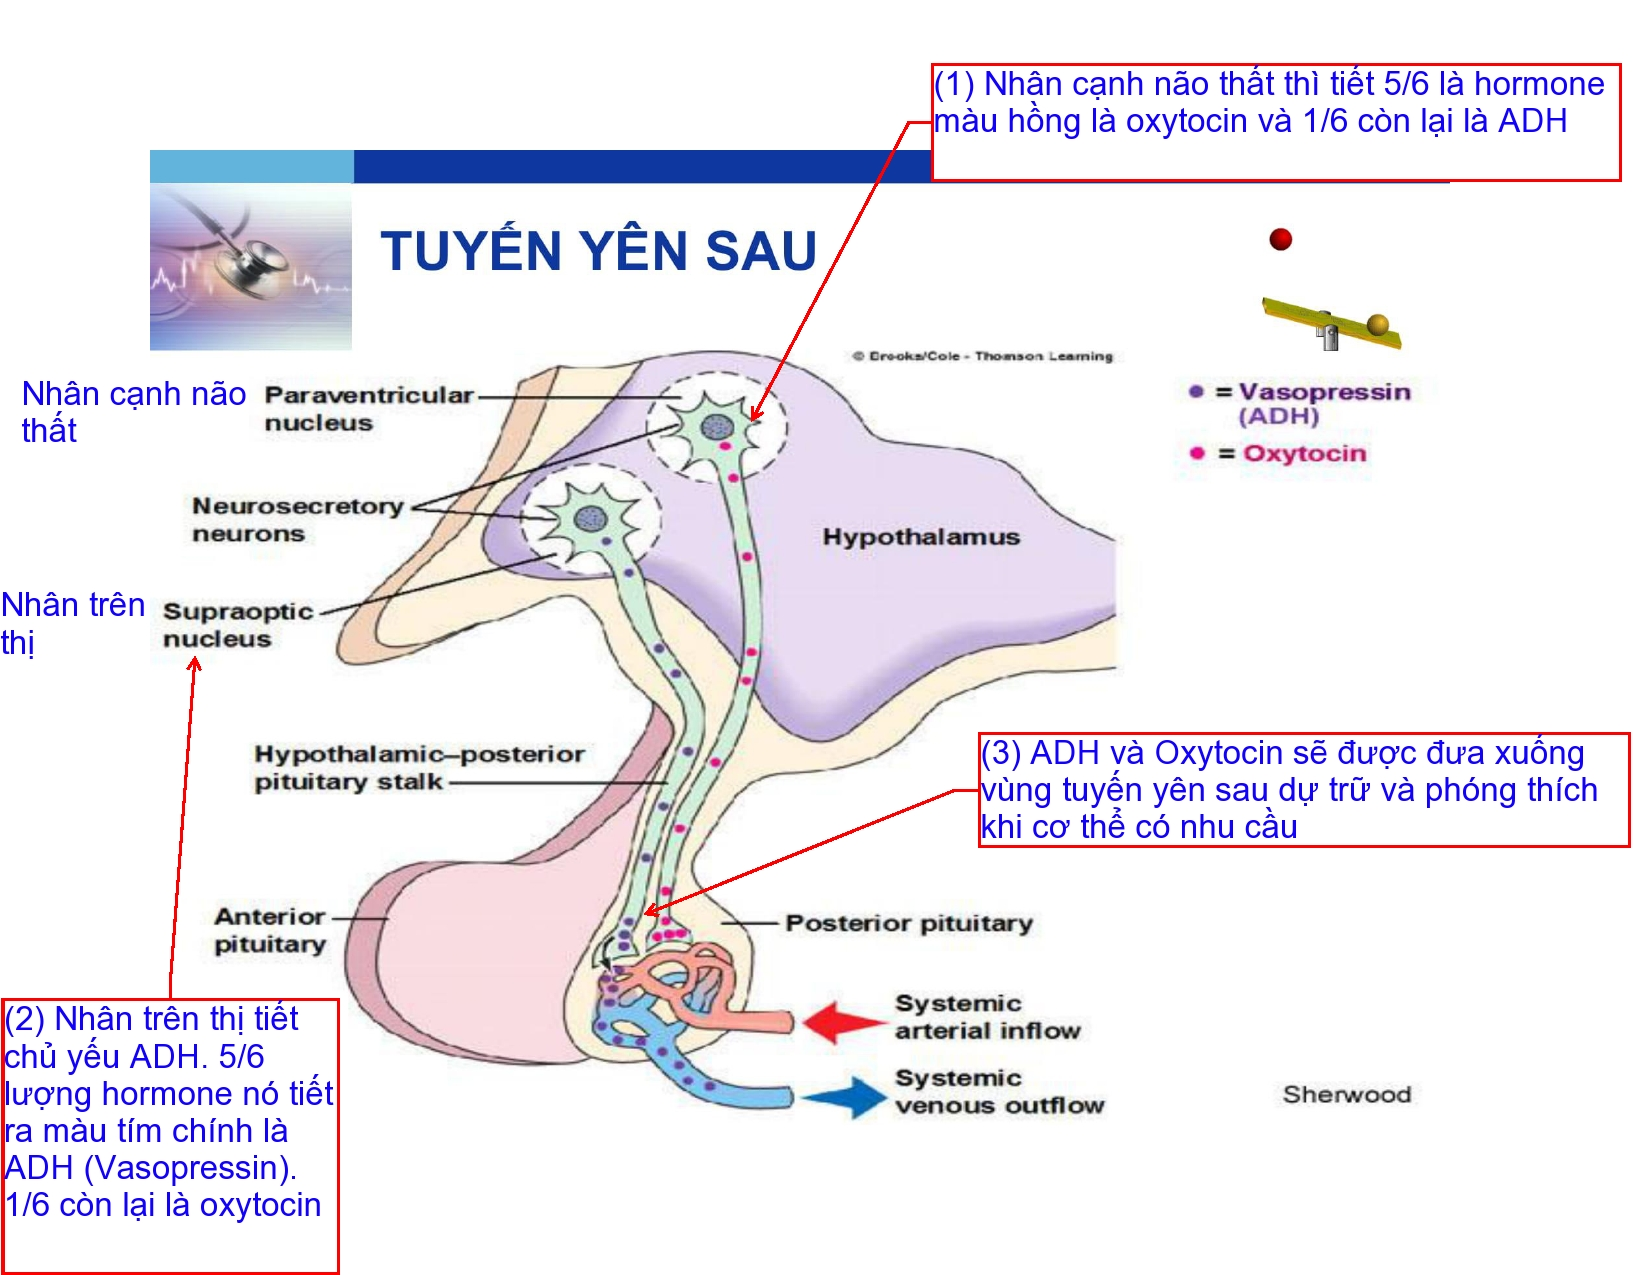 (1) Nhân cạnh não thất thì tiết 5/6 là hormone
màu hồng là oxytocin và 1/6 còn lại là ADH
TUYẾN YÊN SAU
© Brooks/Cole - Thomson Learning
Nhân cạnh não
thất
Paraventricular
nucleus
= Vasopressin
(ADH)
= Oxytocin
Neurosecretory
neurons
Hypothalamus
Nhân trên
thị
Supraoptic
nucleus
Hypothalamic–posterior
pituitary stalk
(3) ADH và Oxytocin sẽ được đưa xuống
vùng tuyến yên sau dự trữ và phóng thích
khi cơ thể có nhu cầu
Anterior
pituitary
Posterior pituitary
Systemic
arterial inflow
Systemic
venous outflow
Sherwood
(2) Nhân trên thị tiết
chủ yếu ADH. 5/6
lượng hormone nó tiết
ra màu tím chính là
ADH (Vasopressin).
1/6 còn lại là oxytocin